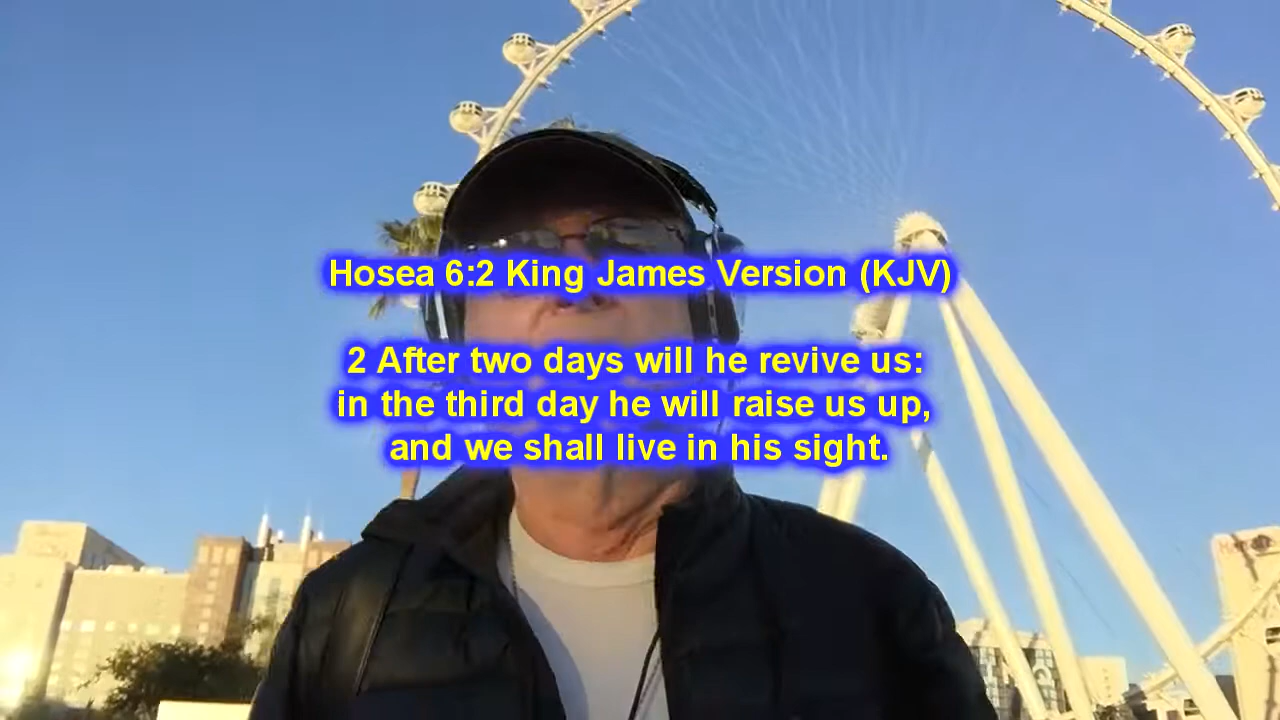 Hosea 6:2 King James Version (KJV)
2 After two days will he revive us:
in the third day he will raise us up,
and we shall live in his sight.